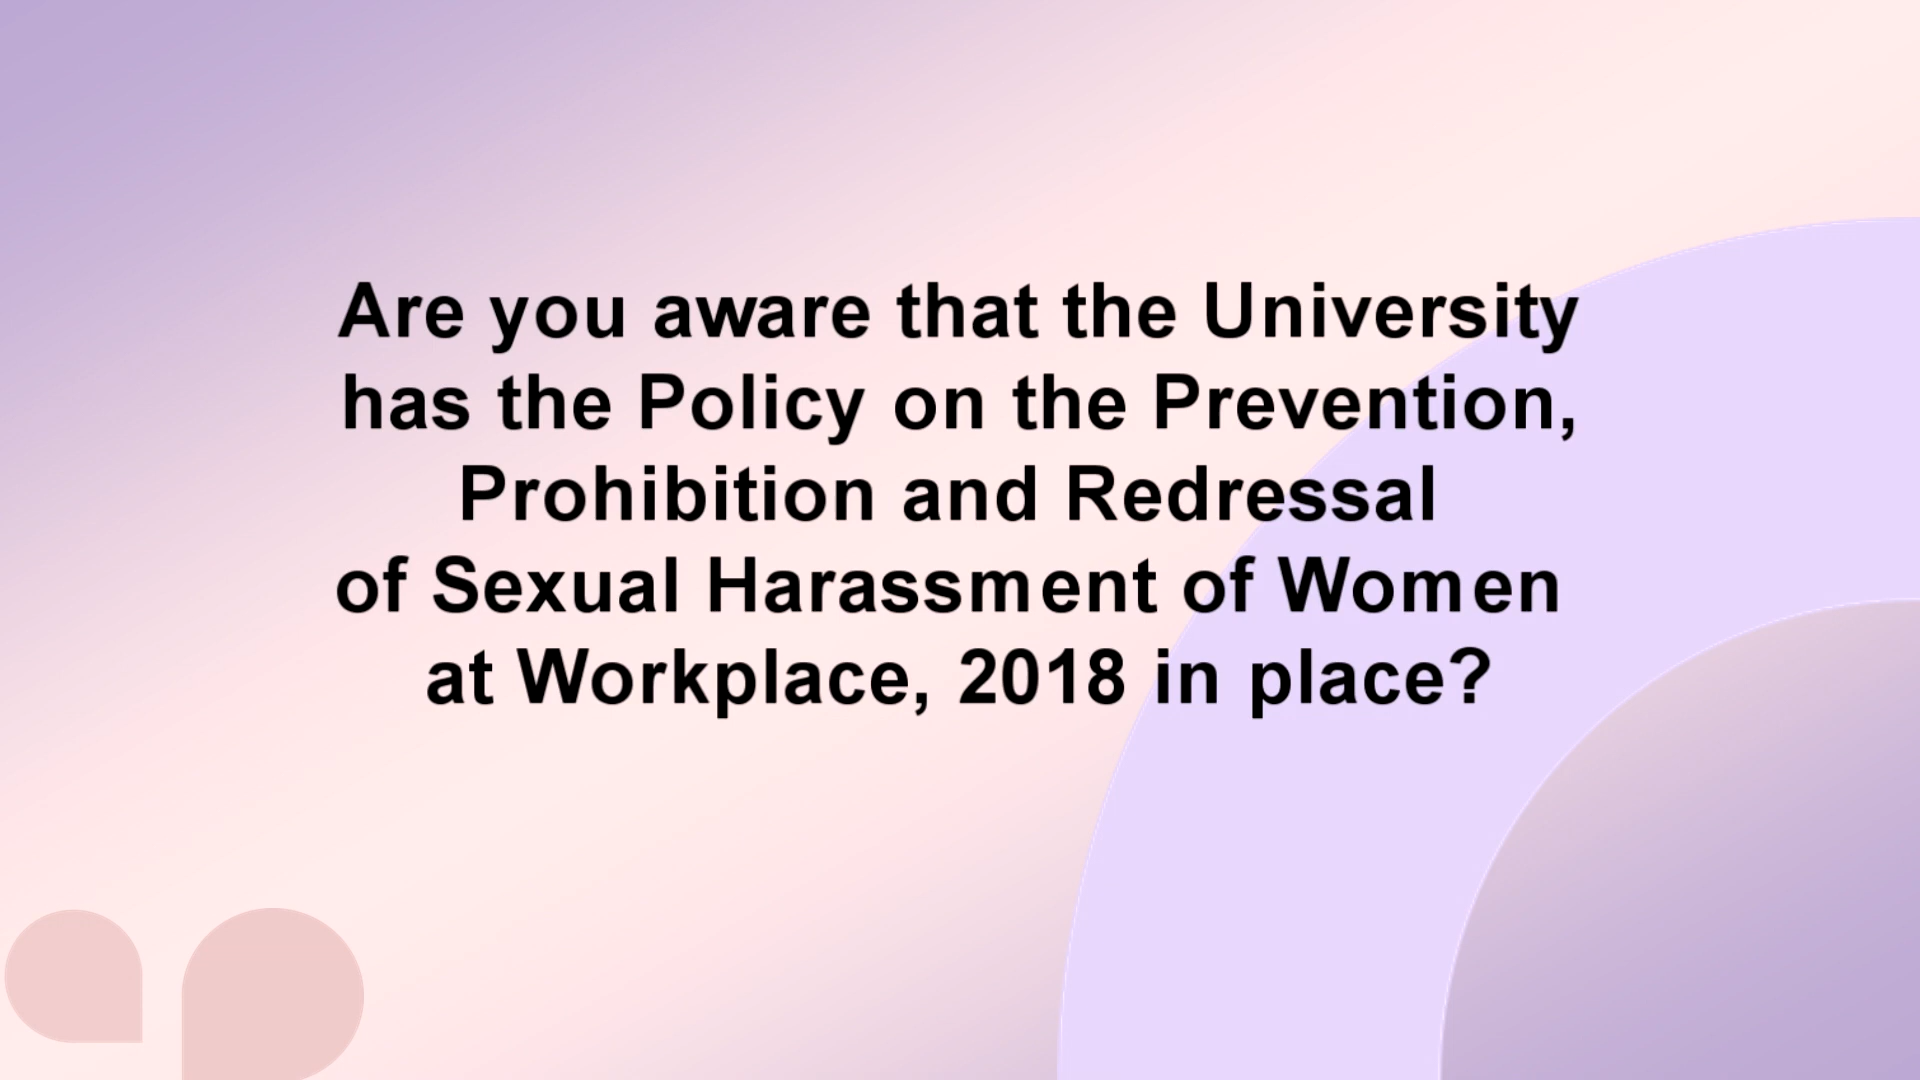 Are you aware that the University
has the Policy on the Prevention,
Prohibition and Redressal
of Sexual Harassment of Women
at Workplace, 2018 in place?